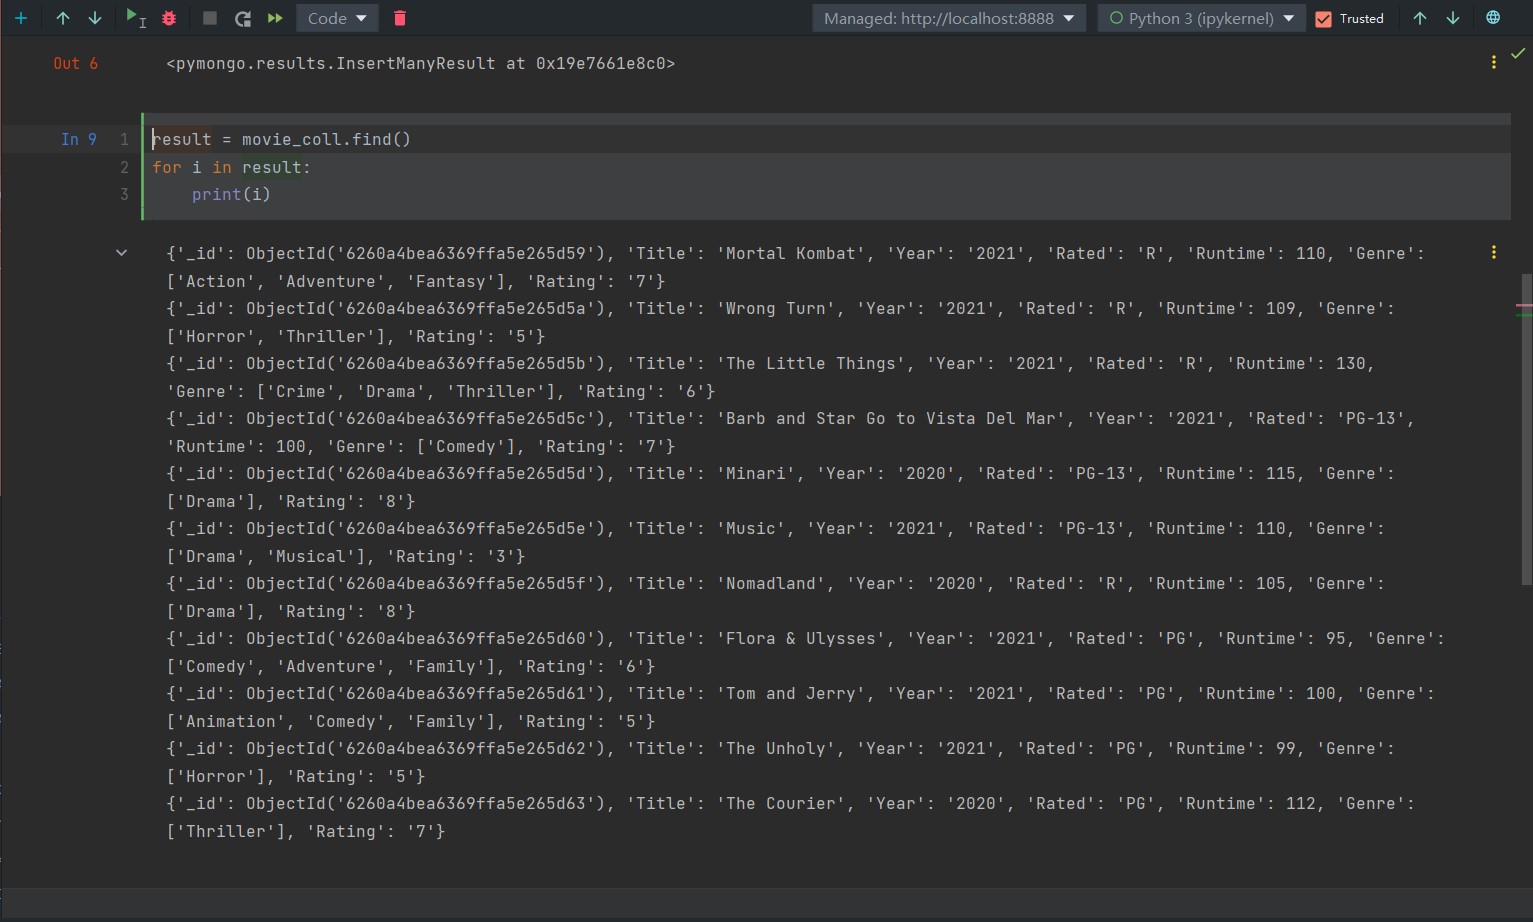 Code
Managed: http://localhost:8888
Python 3 (ipykernel)
Trusted
Out 6
<pymongo.results.InsertManyResult at 0x19e7661e8c0>
In 9
1 result = movie_coll.find()
2 for i in result:
3     print(i)
{'_id': ObjectId('6260a4bea6369ffa5e265d59'), 'Title': 'Mortal Kombat', 'Year': '2021', 'Rated': 'R', 'Runtime': 110, 'Genre':
['Action', 'Adventure', 'Fantasy'], 'Rating': '7'}
{'_id': ObjectId('6260a4bea6369ffa5e265d5a'), 'Title': 'Wrong Turn', 'Year': '2021', 'Rated': 'R', 'Runtime': 109, 'Genre':
['Horror', 'Thriller'], 'Rating': '5'}
{'_id': ObjectId('6260a4bea6369ffa5e265d5b'), 'Title': 'The Little Things', 'Year': '2021', 'Rated': 'R', 'Runtime': 130,
'Genre': ['Crime', 'Drama', 'Thriller'], 'Rating': '6'}
{'_id': ObjectId('6260a4bea6369ffa5e265d5c'), 'Title': 'Barb and Star Go to Vista Del Mar', 'Year': '2021', 'Rated': 'PG-13',
'Runtime': 100, 'Genre': ['Comedy'], 'Rating': '7'}
{'_id': ObjectId('6260a4bea6369ffa5e265d5d'), 'Title': 'Minari', 'Year': '2020', 'Rated': 'PG-13', 'Runtime': 115, 'Genre':
['Drama'], 'Rating': '8'}
{'_id': ObjectId('6260a4bea6369ffa5e265d5e'), 'Title': 'Music', 'Year': '2021', 'Rated': 'PG-13', 'Runtime': 110, 'Genre':
['Drama', 'Musical'], 'Rating': '3'}
{'_id': ObjectId('6260a4bea6369ffa5e265d5f'), 'Title': 'Nomadland', 'Year': '2020', 'Rated': 'R', 'Runtime': 105, 'Genre':
['Drama'], 'Rating': '8'}
{'_id': ObjectId('6260a4bea6369ffa5e265d60'), 'Title': 'Flora & Ulysses', 'Year': '2021', 'Rated': 'PG', 'Runtime': 95, 'Genre':
['Comedy', 'Adventure', 'Family'], 'Rating': '6'}
{'_id': ObjectId('6260a4bea6369ffa5e265d61'), 'Title': 'Tom and Jerry', 'Year': '2021', 'Rated': 'PG', 'Runtime': 100, 'Genre':
['Animation', 'Comedy', 'Family'], 'Rating': '5'}
{'_id': ObjectId('6260a4bea6369ffa5e265d62'), 'Title': 'The Unholy', 'Year': '2021', 'Rated': 'PG', 'Runtime': 99, 'Genre':
['Horror'], 'Rating': '5'}
{'_id': ObjectId('6260a4bea6369ffa5e265d63'), 'Title': 'The Courier', 'Year': '2020', 'Rated': 'PG', 'Runtime': 112, 'Genre':
['Thriller'], 'Rating': '7'}